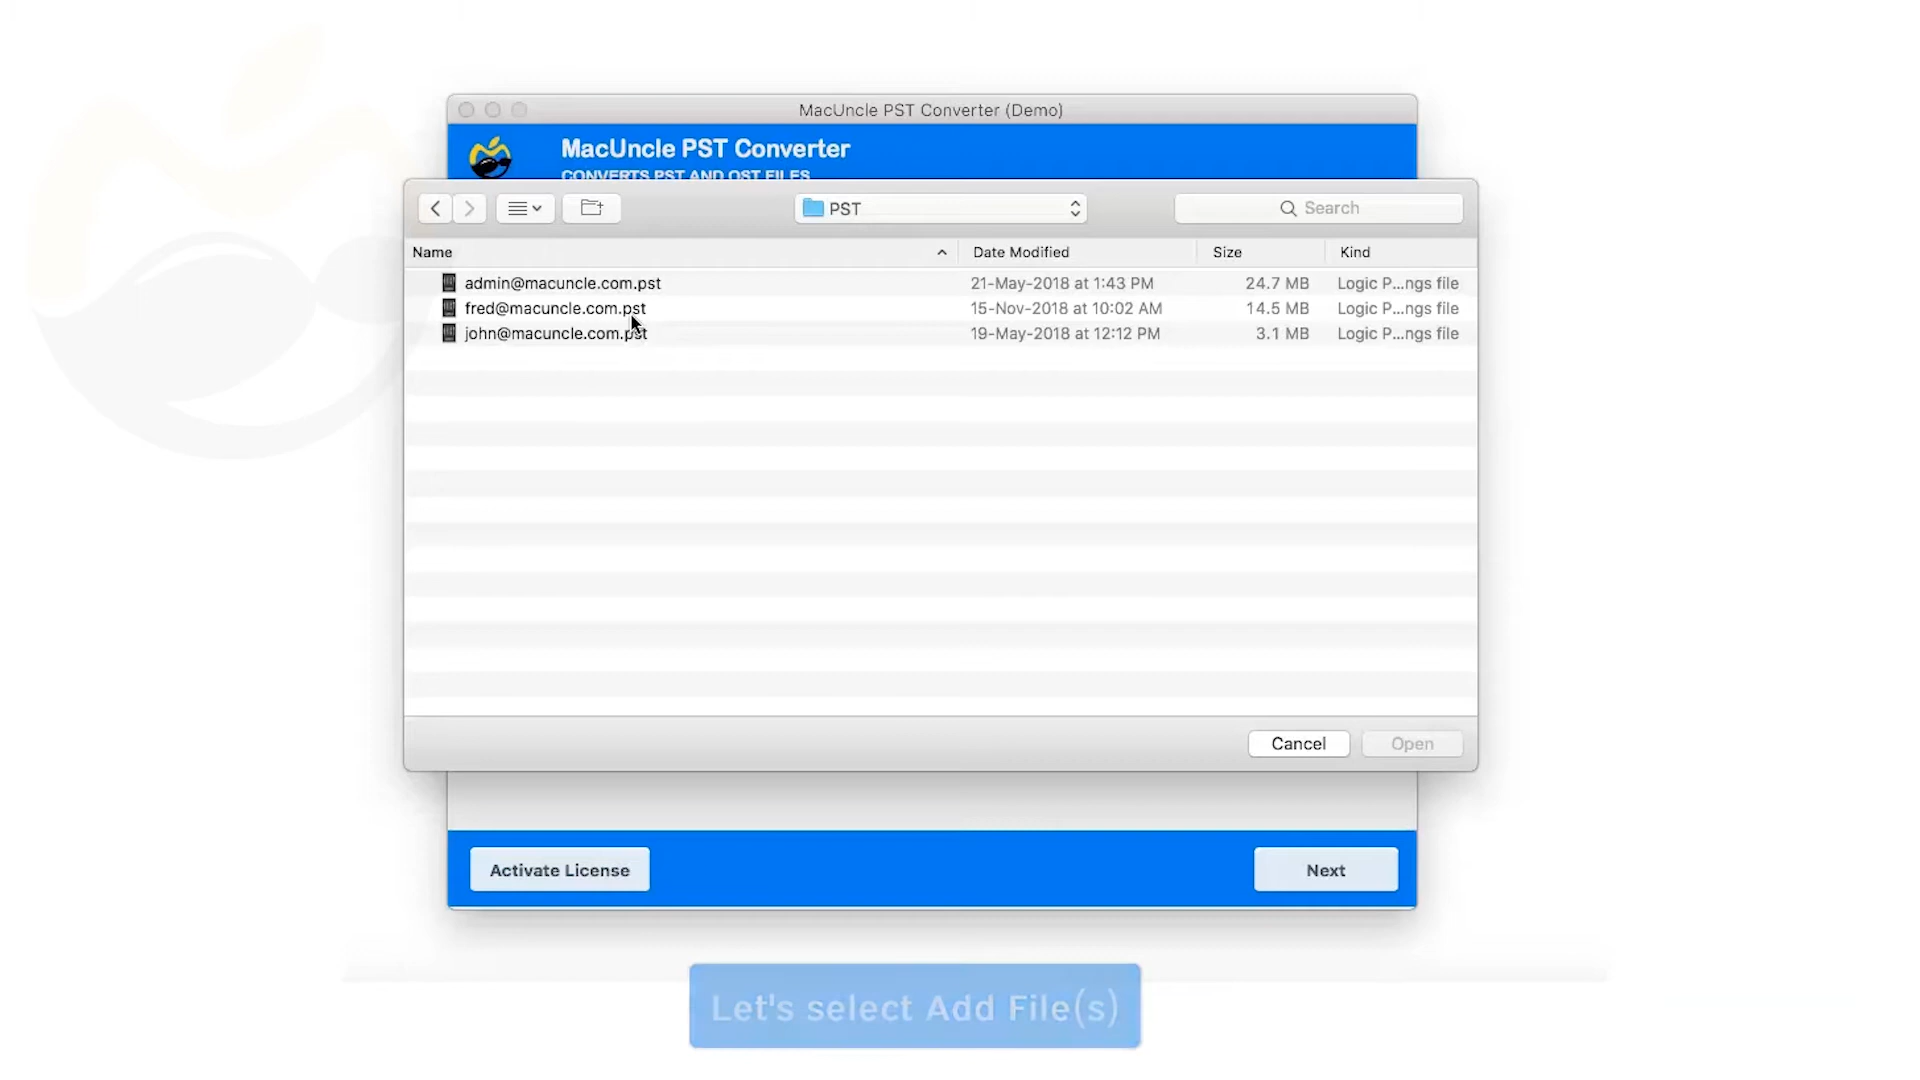 MacUncle PST Converter (Demo)
MacUncle PST Converter
CONVERTS PST AND OST FILES
PST
Search
Name Date Modified Size Kind
admin@macuncle.com.pst 21-May-2018 at 1:43 PM 24.7 MB Logic P...ngs file
fred@macuncle.com.pst 15-Nov-2018 at 10:02 AM 14.5 MB Logic P...ngs file
john@macuncle.com.pst 19-May-2018 at 12:12 PM 3.1 MB Logic P...ngs file
Cancel Open
Activate License Next
Let's select Add File(s)